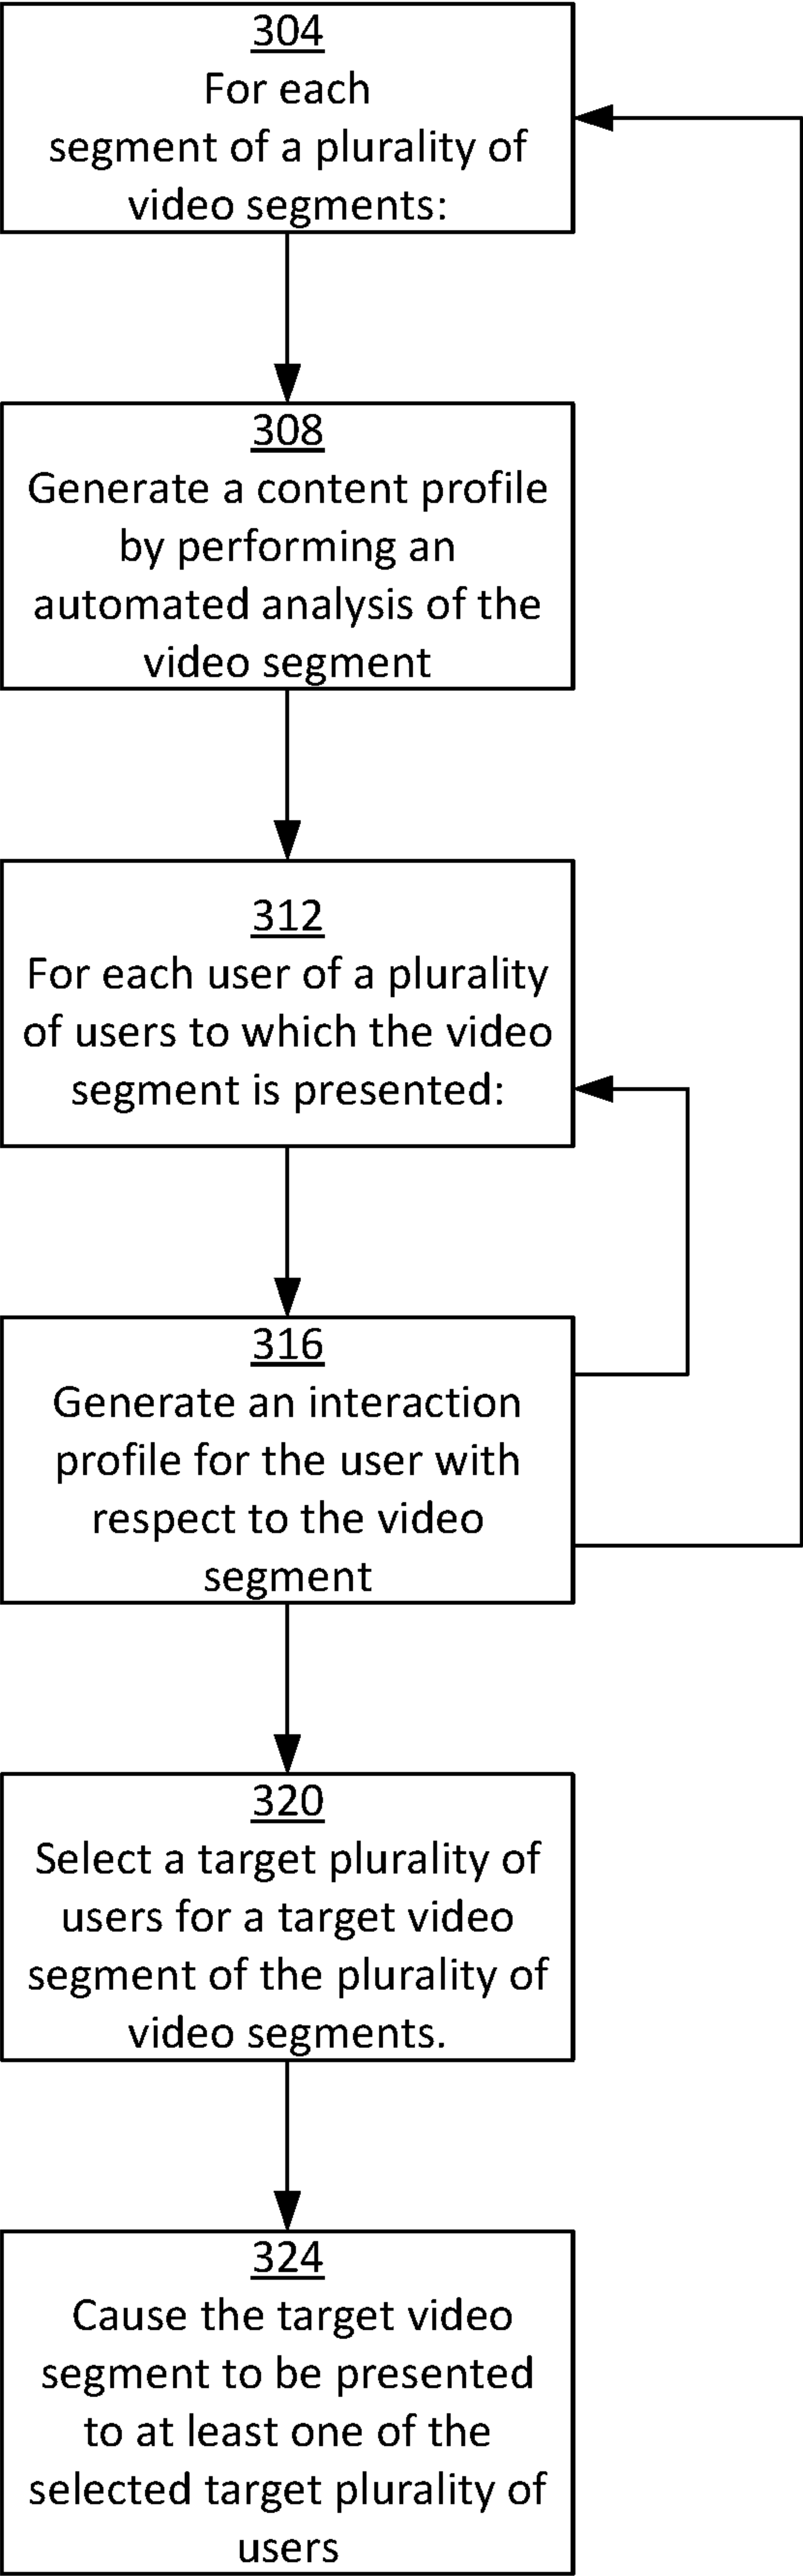 304
For each
segment of a plurality of
video segments:
308
Generate a content profile
by performing an
automated analysis of the
video segment
312
For each user of a plurality
of users to which the video
segment is presented:
316
Generate an interaction
profile for the user with
respect to the video
segment
320
Select a target plurality of
users for a target video
segment of the plurality of
video segments.
324
Cause the target video
segment to be presented
to at least one of the
selected target plurality of
users